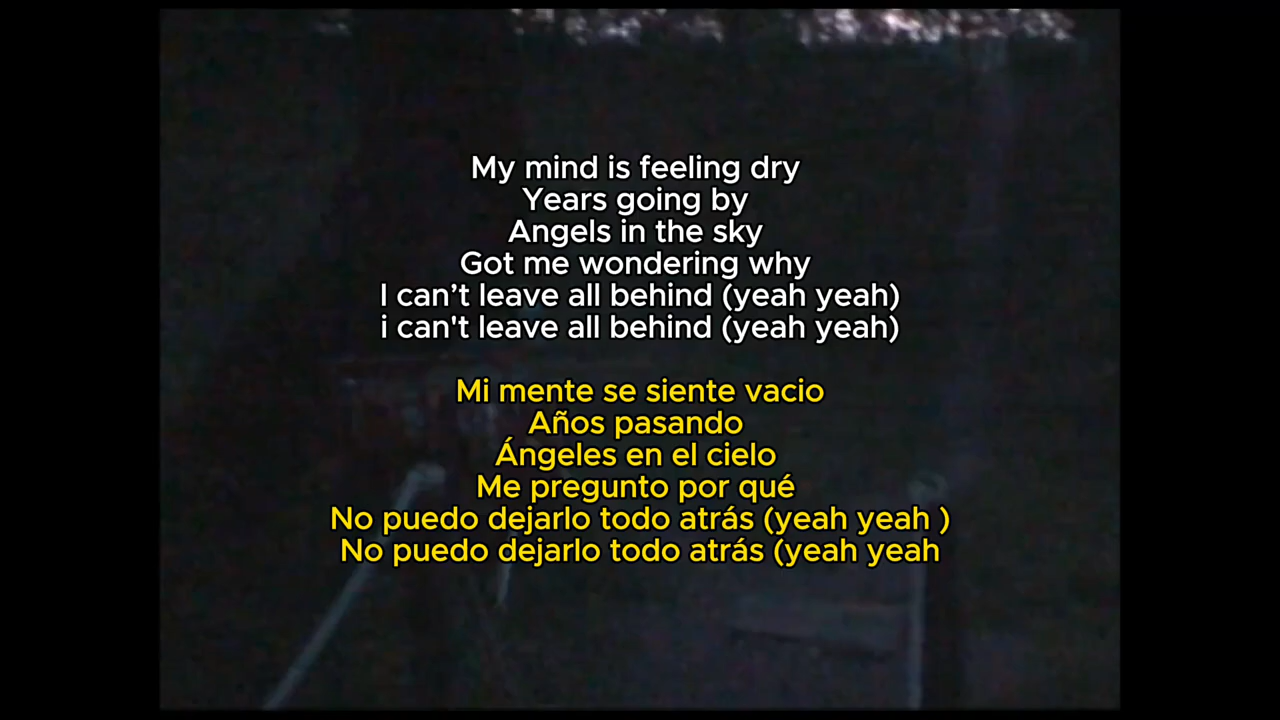 My mind is feeling dry
Years going by
Angels in the sky
Got me wondering why
I can’t leave all behind (yeah yeah)
i can't leave all behind (yeah yeah)
Mi mente se siente vacio
Años pasando
Ángeles en el cielo
Me pregunto por qué
No puedo dejarlo todo atrás (yeah yeah )
No puedo dejarlo todo atrás (yeah yeah